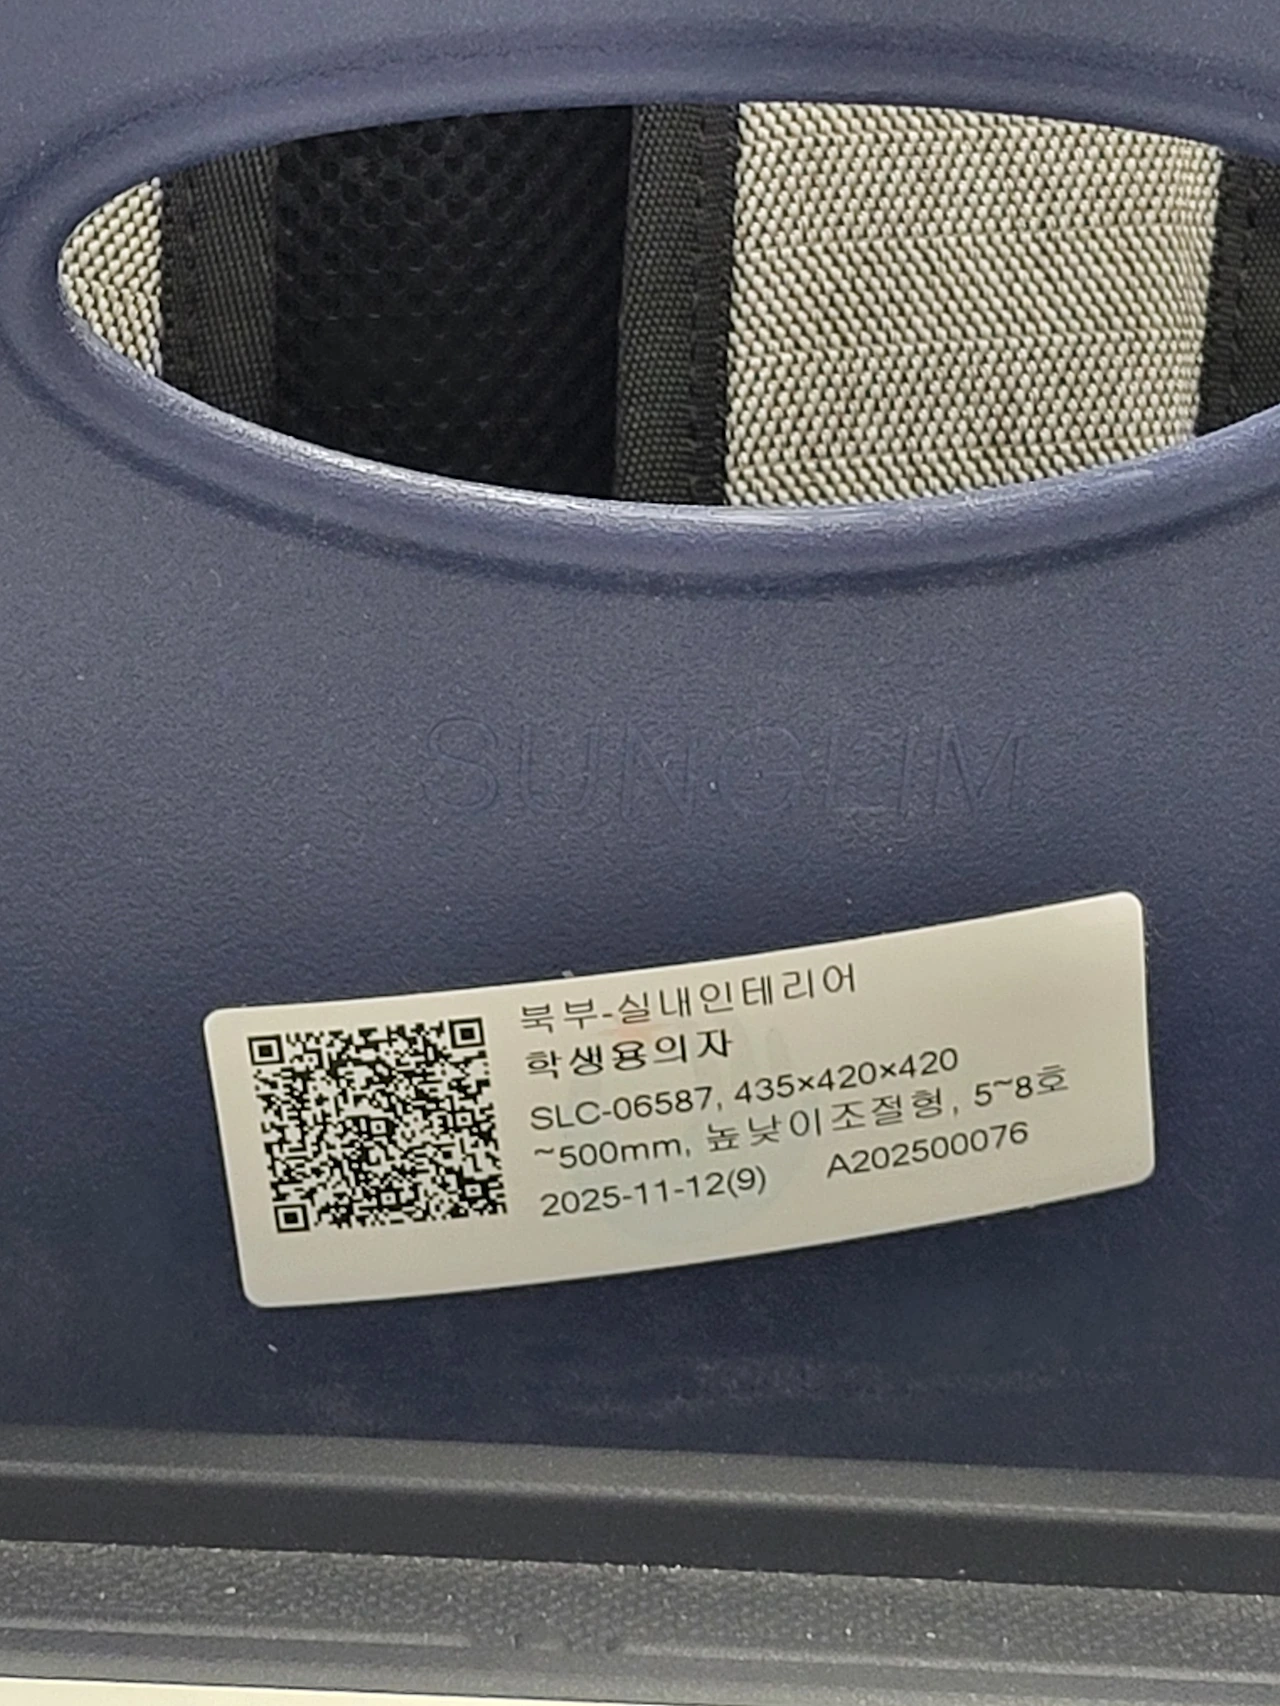 SUNGLIM
북부-실내인테리어
학생용의자
SLC-06587, 435×420×420
~500mm, 높낮이조절형, 5~8호
2025-11-12(9) A202500076